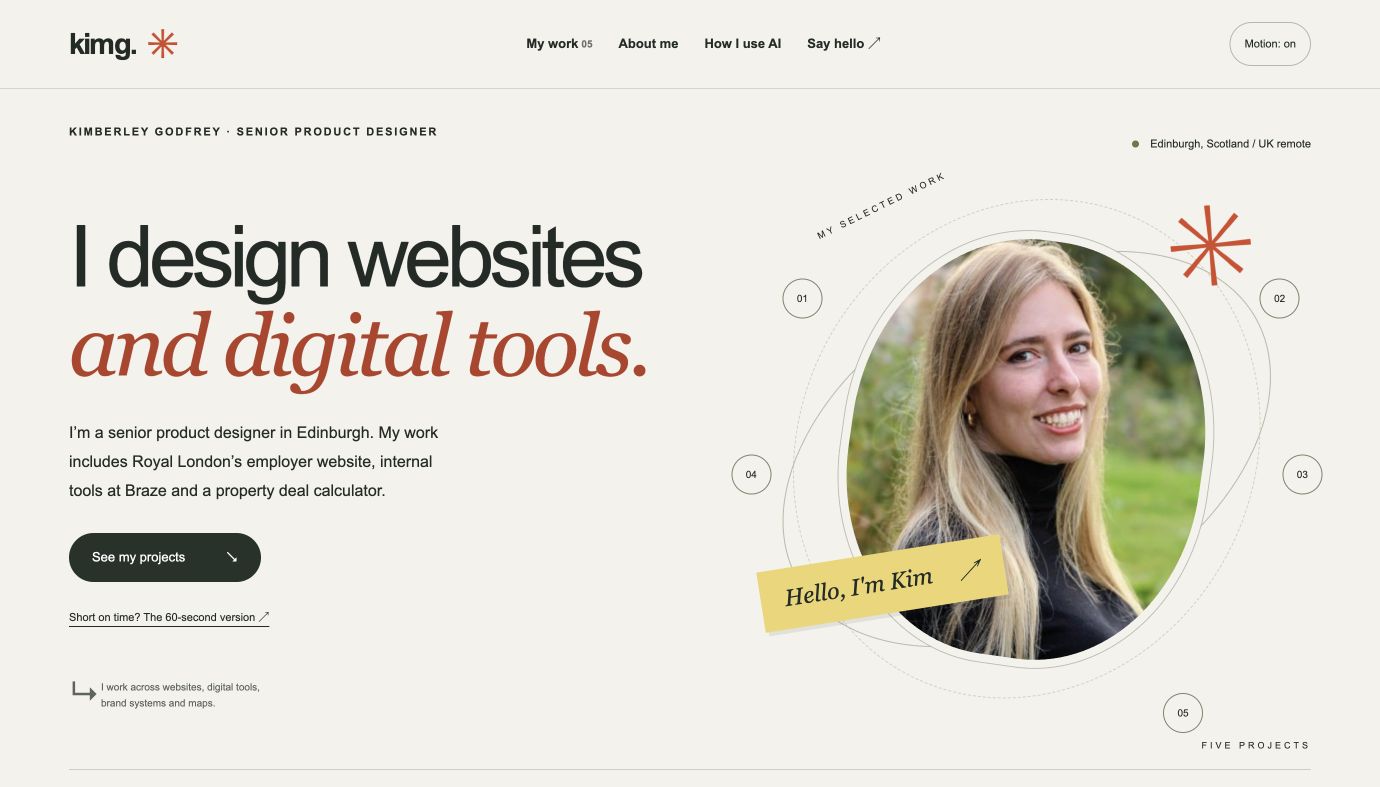 kimg.
My work 05
About me
How I use AI
Say hello ↗
Motion: on
KIMBERLEY GODFREY · SENIOR PRODUCT DESIGNER
Edinburgh, Scotland / UK remote
MY SELECTED WORK
I design websites
and digital tools.
I’m a senior product designer in Edinburgh. My work
includes Royal London’s employer website, internal
tools at Braze and a property deal calculator.
See my projects ↘
Short on time? The 60-second version ↗
I work across websites, digital tools,
brand systems and maps.
01
02
04
03
Hello, I'm Kim ↗
05
FIVE PROJECTS